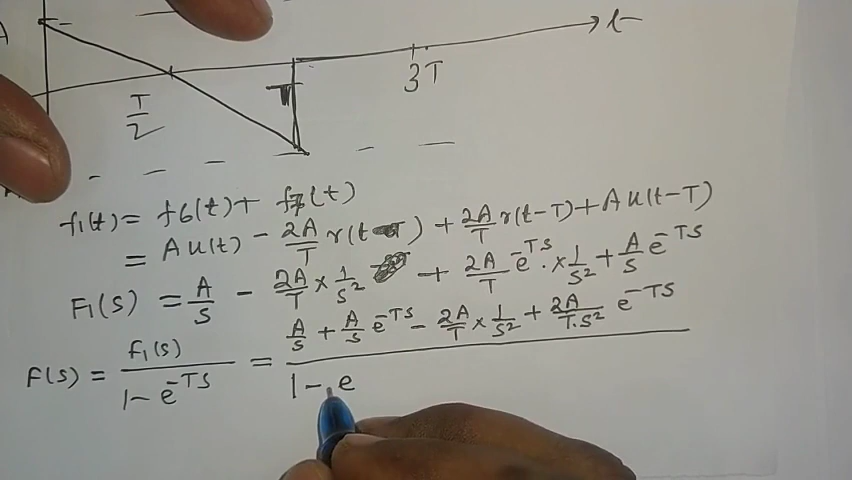 A
t
T
3T
T/2
f1(t) = f6(t) + f7(t)
= A u(t) - 2A/T r(t) + 2A/T r(t-T) + A u(t-T)
F1(s) = A/s - 2A/T × 1/s² + 2A/T e^-TS . × 1/s² + A/s e^-TS
F(s) = F1(s)/1-e^-TS = A/s + A/s e^-TS - 2A/T × 1/s² + 2A/T.s² e^-TS
1 - e